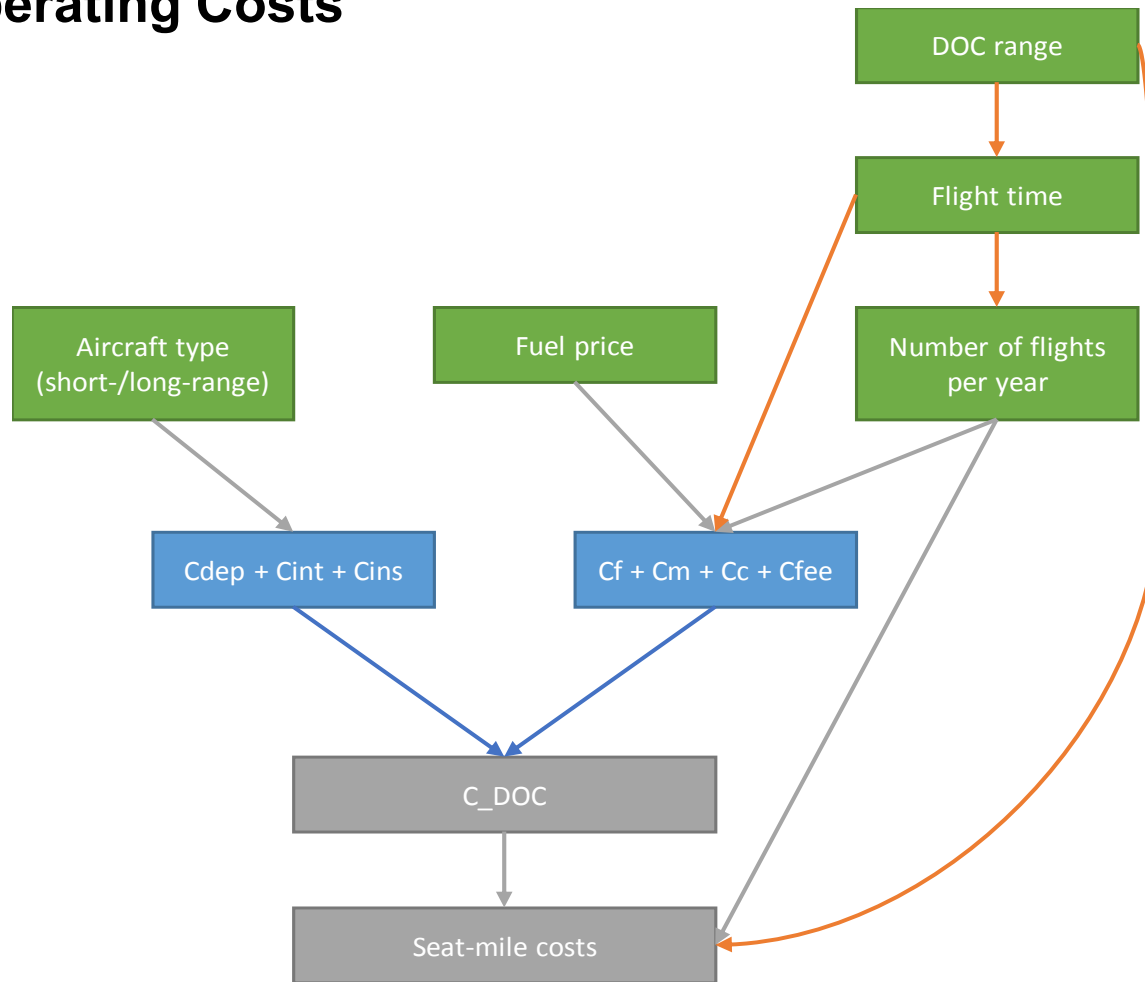 erating Costs
DOC range
Flight time
Aircraft type
(short-/long-range)
Fuel price
Number of flights
per year
Cdep + Cint + Cins
Cf + Cm + Cc + Cfee
C_DOC
Seat-mile costs